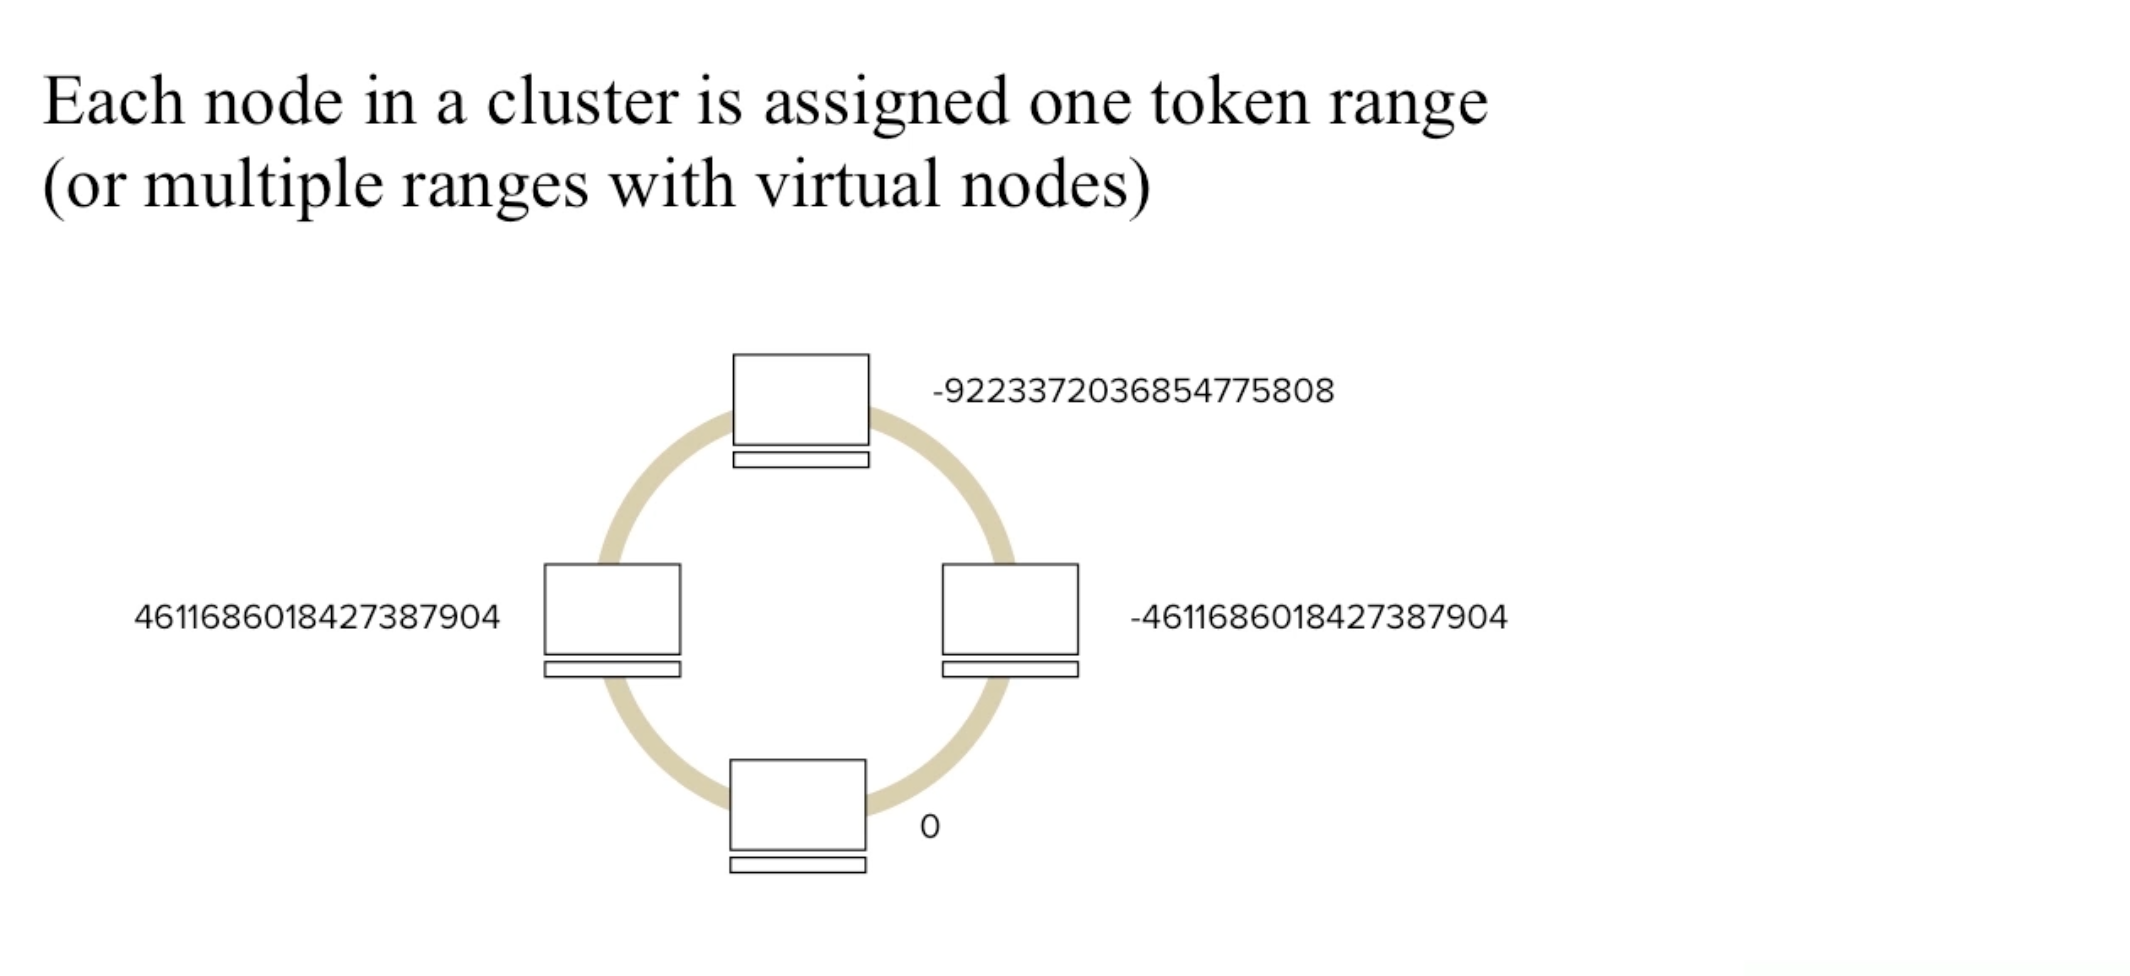 Each node in a cluster is assigned one token range
(or multiple ranges with virtual nodes)
-9223372036854775808
4611686018427387904
-4611686018427387904
0